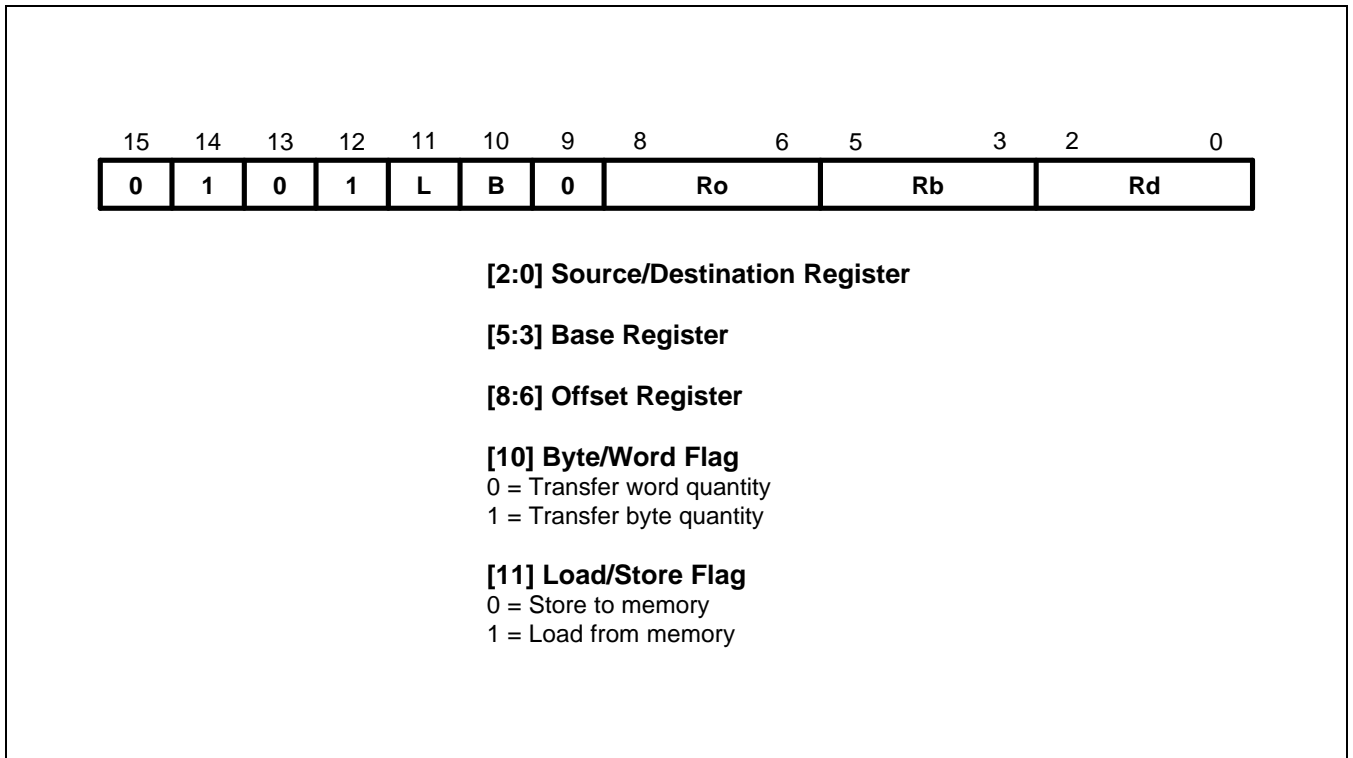 15 14 13 12 11 10 9 8 6 5 3 2 0
0 1 0 1 L B 0 Ro Rb Rd
[2:0] Source/Destination Register
[5:3] Base Register
[8:6] Offset Register
[10] Byte/Word Flag
0 = Transfer word quantity
1 = Transfer byte quantity
[11] Load/Store Flag
0 = Store to memory
1 = Load from memory